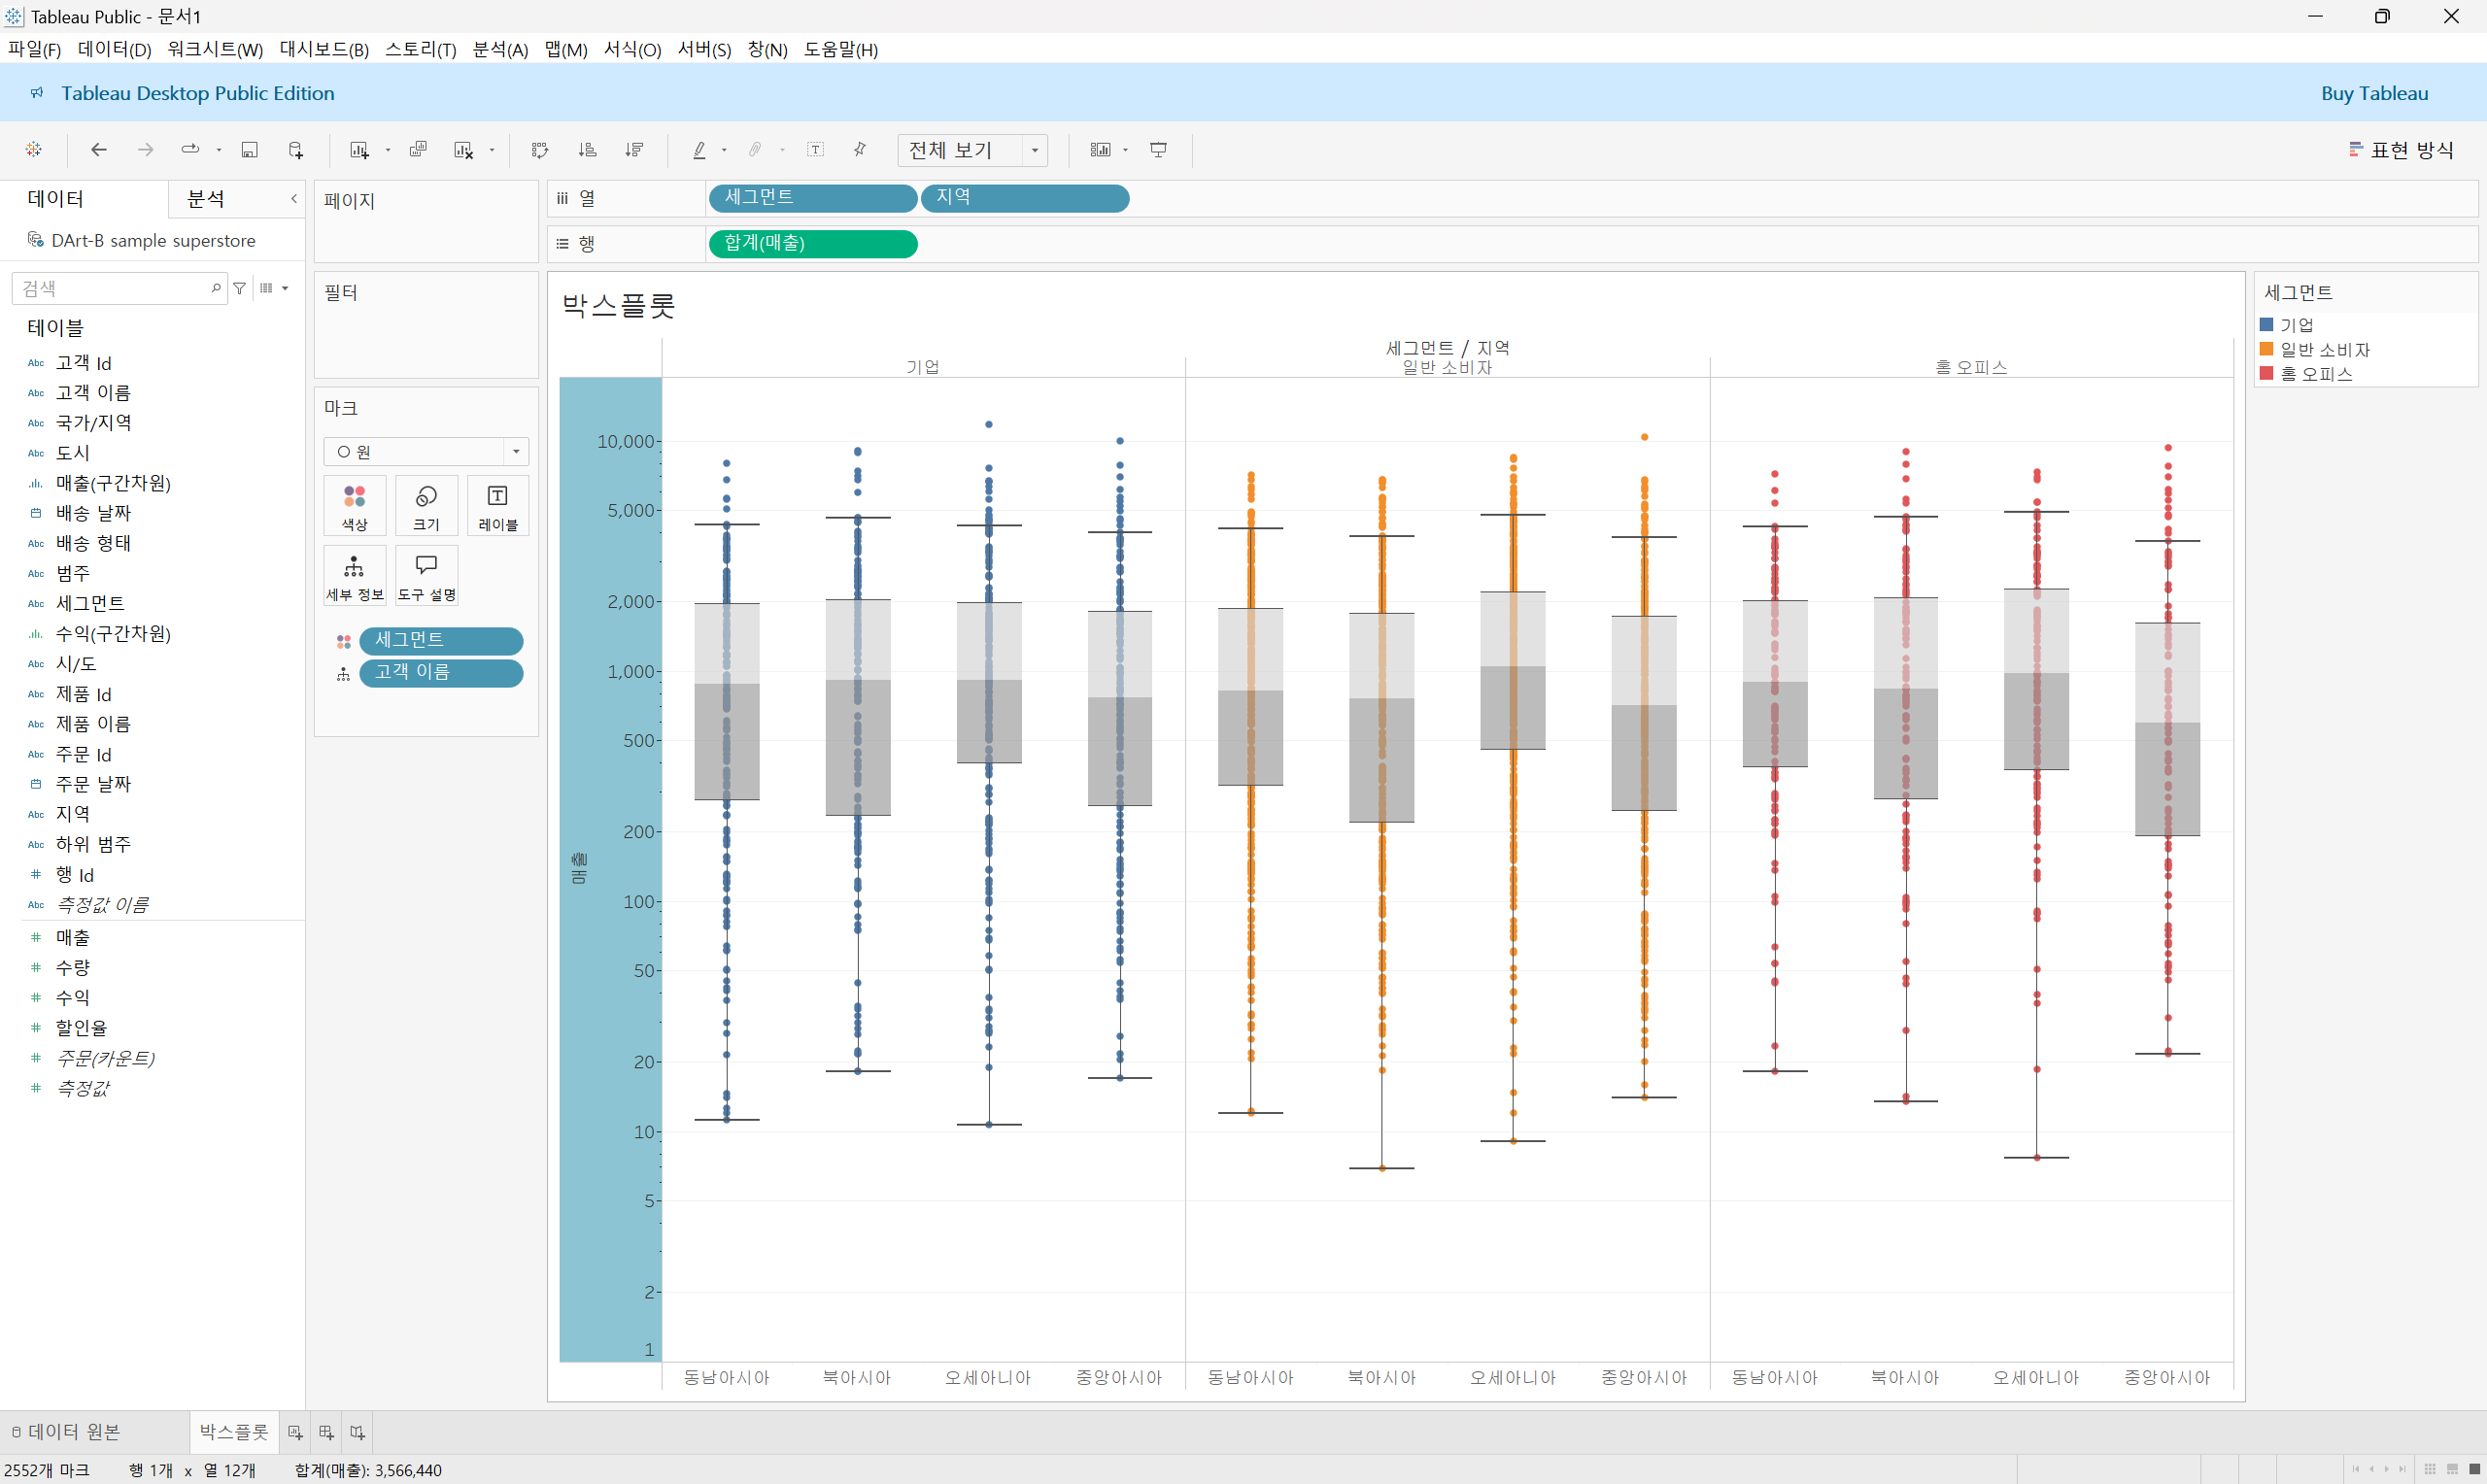 Tableau Public - 문서1
파일(F) 데이터(D) 워크시트(W) 대시보드(B) 스토리(T) 분석(A) 맵(M) 서식(O) 서버(S) 창(N) 도움말(H)
Tableau Desktop Public Edition
Buy Tableau
전체 보기
표현 방식
데이터
분석
DArt-B sample superstore
검색
테이블
Abc 고객 Id
Abc 고객 이름
Abc 국가/지역
Abc 도시
매출(구간차원)
배송 날짜
Abc 배송 형태
Abc 범주
Abc 세그먼트
수익(구간차원)
Abc 시/도
Abc 제품 Id
Abc 제품 이름
Abc 주문 Id
주문 날짜
Abc 지역
Abc 하위 범주
# 행 Id
Abc 측정값 이름
# 매출
# 수량
# 수익
# 할인율
# 주문(카운트)
# 측정값
페이지
필터
마크
원
색상
크기
레이블
세부 정보
도구 설명
세그먼트
고객 이름
열
세그먼트
지역
행
합계(매출)
박스플롯
세그먼트 / 지역
기업
일반 소비자
홈 오피스
매출
10,000
5,000
2,000
1,000
500
200
100
50
20
10
5
2
1
동남아시아 북아시아 오세아니아 중앙아시아 동남아시아 북아시아 오세아니아 중앙아시아 동남아시아 북아시아 오세아니아 중앙아시아
세그먼트
기업
일반 소비자
홈 오피스
데이터 원본
박스플롯
2552개 마크
행 1개 x 열 12개
합계(매출): 3,566,440